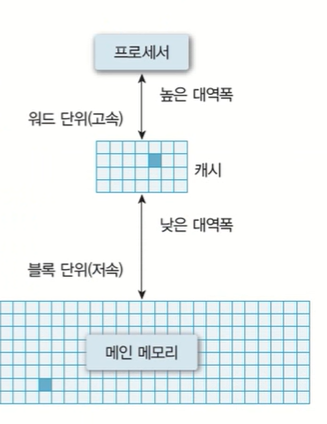 프로세서
높은 대역폭
워드 단위(고속)
캐시
낮은 대역폭
블록 단위(저속)
메인 메모리